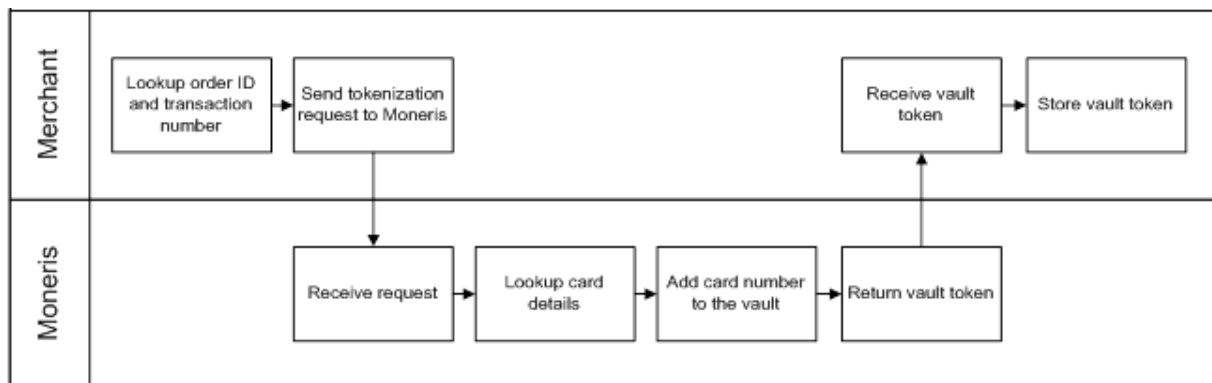 Merchant
Lookup order ID
and transaction
number
Send tokenization
request to Moneris
Receive vault
token
Store vault token
Moneris
Receive request
Lookup card
details
Add card number
to the vault
Return vault token